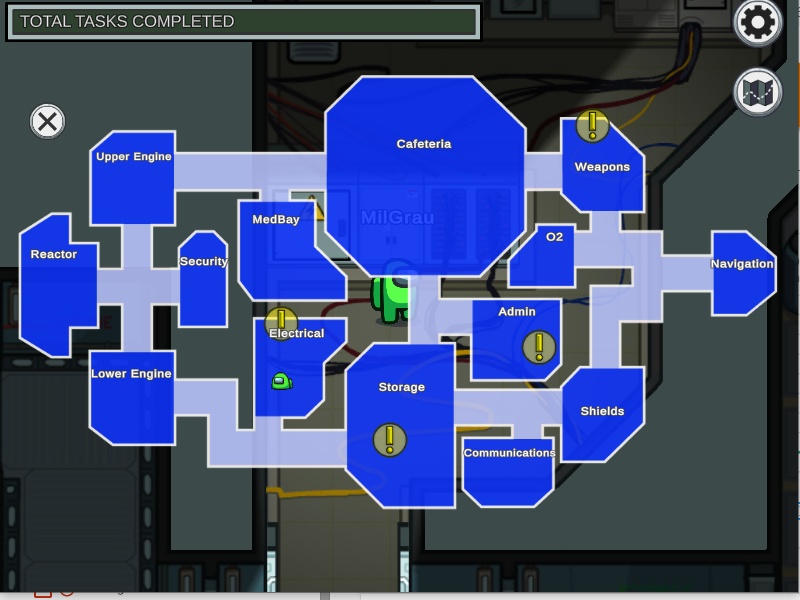 TOTAL TASKS COMPLETED
Cafeteria
Upper Engine
Weapons
MilGrau
MedBay
O2
Reactor
Security
Navigation
Admin
Electrical
Lower Engine
Storage
Shields
Communications